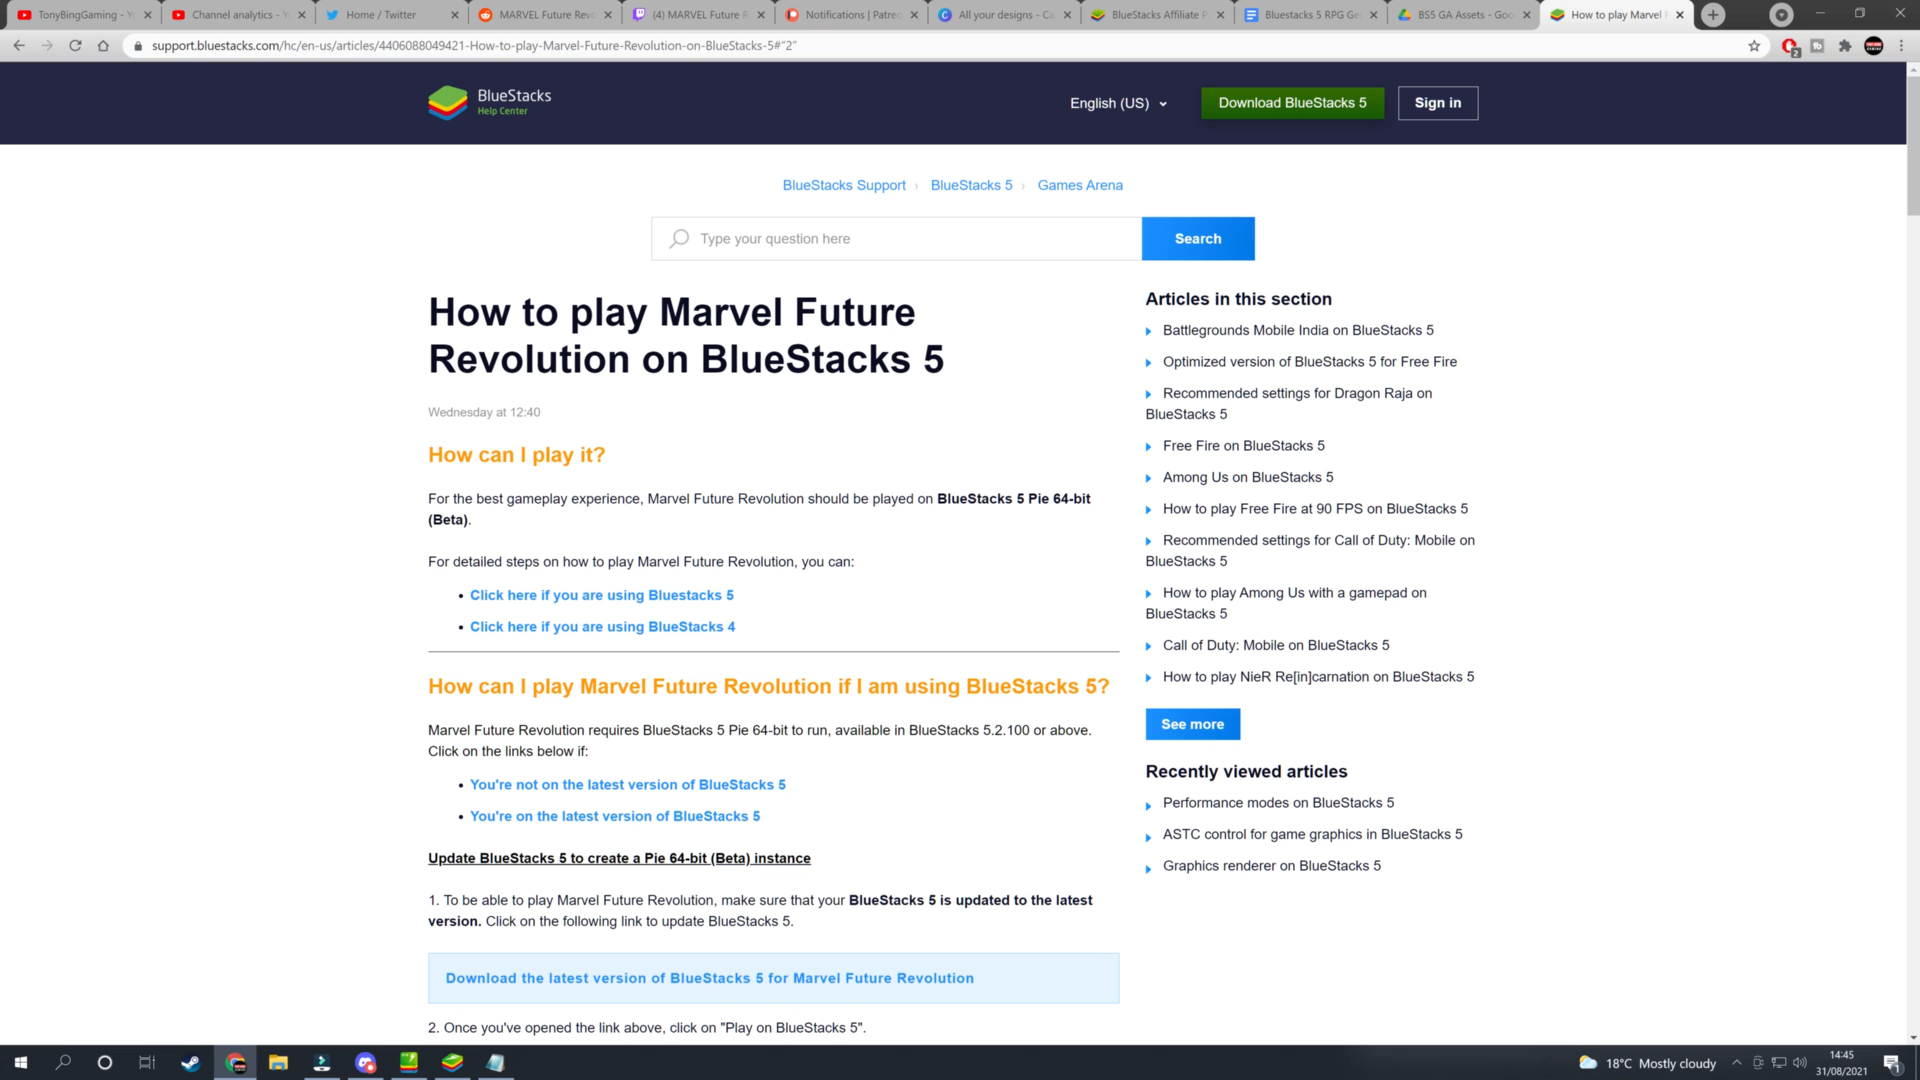 TonyBingGaming - Yo
Channel analytics - Y
Home / Twitter
MARVEL Future Revo
(4) MARVEL Future R
Notifications | Patreo
All your designs - Ca
BlueStacks Affiliate P
Bluestacks 5 RPG Ge
BS5 GA Assets - Goo
How to play Marvel F
support.bluestacks.com/hc/en-us/articles/4406088049421-How-to-play-Marvel-Future-Revolution-on-BlueStacks-5#"2"
2
BlueStacks
Help Center
English (US)
Download BlueStacks 5
Sign in
BlueStacks Support › BlueStacks 5 › Games Arena
Type your question here
Search
How to play Marvel Future
Revolution on BlueStacks 5
Wednesday at 12:40
How can I play it?
For the best gameplay experience, Marvel Future Revolution should be played on BlueStacks 5 Pie 64-bit
(Beta).
For detailed steps on how to play Marvel Future Revolution, you can:
• Click here if you are using Bluestacks 5
• Click here if you are using BlueStacks 4
How can I play Marvel Future Revolution if I am using BlueStacks 5?
Marvel Future Revolution requires BlueStacks 5 Pie 64-bit to run, available in BlueStacks 5.2.100 or above.
Click on the links below if:
• You're not on the latest version of BlueStacks 5
• You're on the latest version of BlueStacks 5
Update BlueStacks 5 to create a Pie 64-bit (Beta) instance
1. To be able to play Marvel Future Revolution, make sure that your BlueStacks 5 is updated to the latest
version. Click on the following link to update BlueStacks 5.
Download the latest version of BlueStacks 5 for Marvel Future Revolution
2. Once you've opened the link above, click on "Play on BlueStacks 5".
Articles in this section
Battlegrounds Mobile India on BlueStacks 5
Optimized version of BlueStacks 5 for Free Fire
Recommended settings for Dragon Raja on
BlueStacks 5
Free Fire on BlueStacks 5
Among Us on BlueStacks 5
How to play Free Fire at 90 FPS on BlueStacks 5
Recommended settings for Call of Duty: Mobile on
BlueStacks 5
How to play Among Us with a gamepad on
BlueStacks 5
Call of Duty: Mobile on BlueStacks 5
How to play NieR Re[in]carnation on BlueStacks 5
See more
Recently viewed articles
Performance modes on BlueStacks 5
ASTC control for game graphics in BlueStacks 5
Graphics renderer on BlueStacks 5
18°C Mostly cloudy
14:45
31/08/2021
1